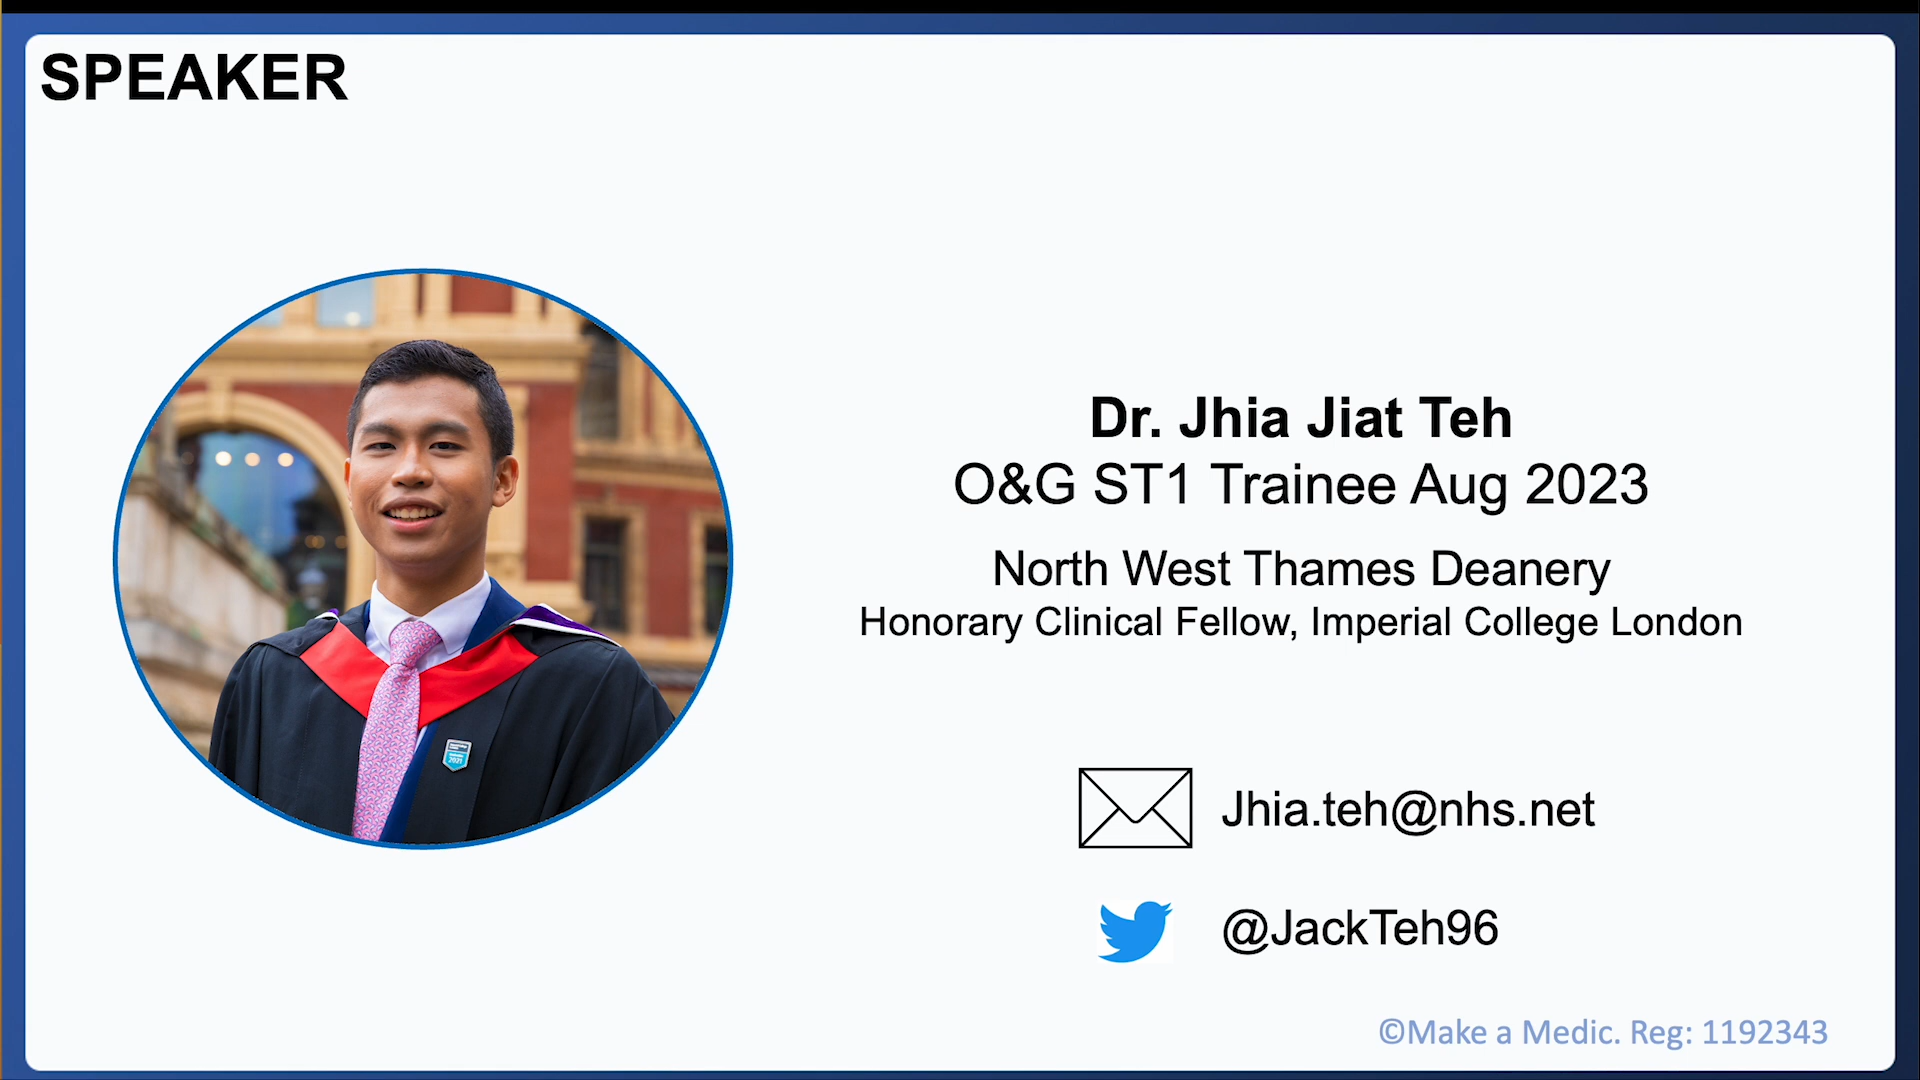 SPEAKER
Dr. Jhia Jiat Teh
O&G ST1 Trainee Aug 2023
North West Thames Deanery
Honorary Clinical Fellow, Imperial College London
Jhia.teh@nhs.net
@JackTeh96
2021
©Make a Medic. Reg: 1192343